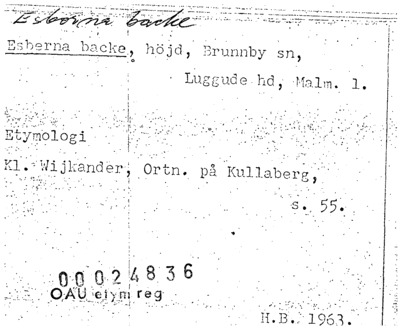 Esborna backe
Esberna backe, höjd, Brunnby sn,
Luggude hd, Malm. l.
Etymologi
Kl. Wijkander, Ortn. på Kullaberg,
s. 55.
00024836
OAU etym reg
H.B. 1963.